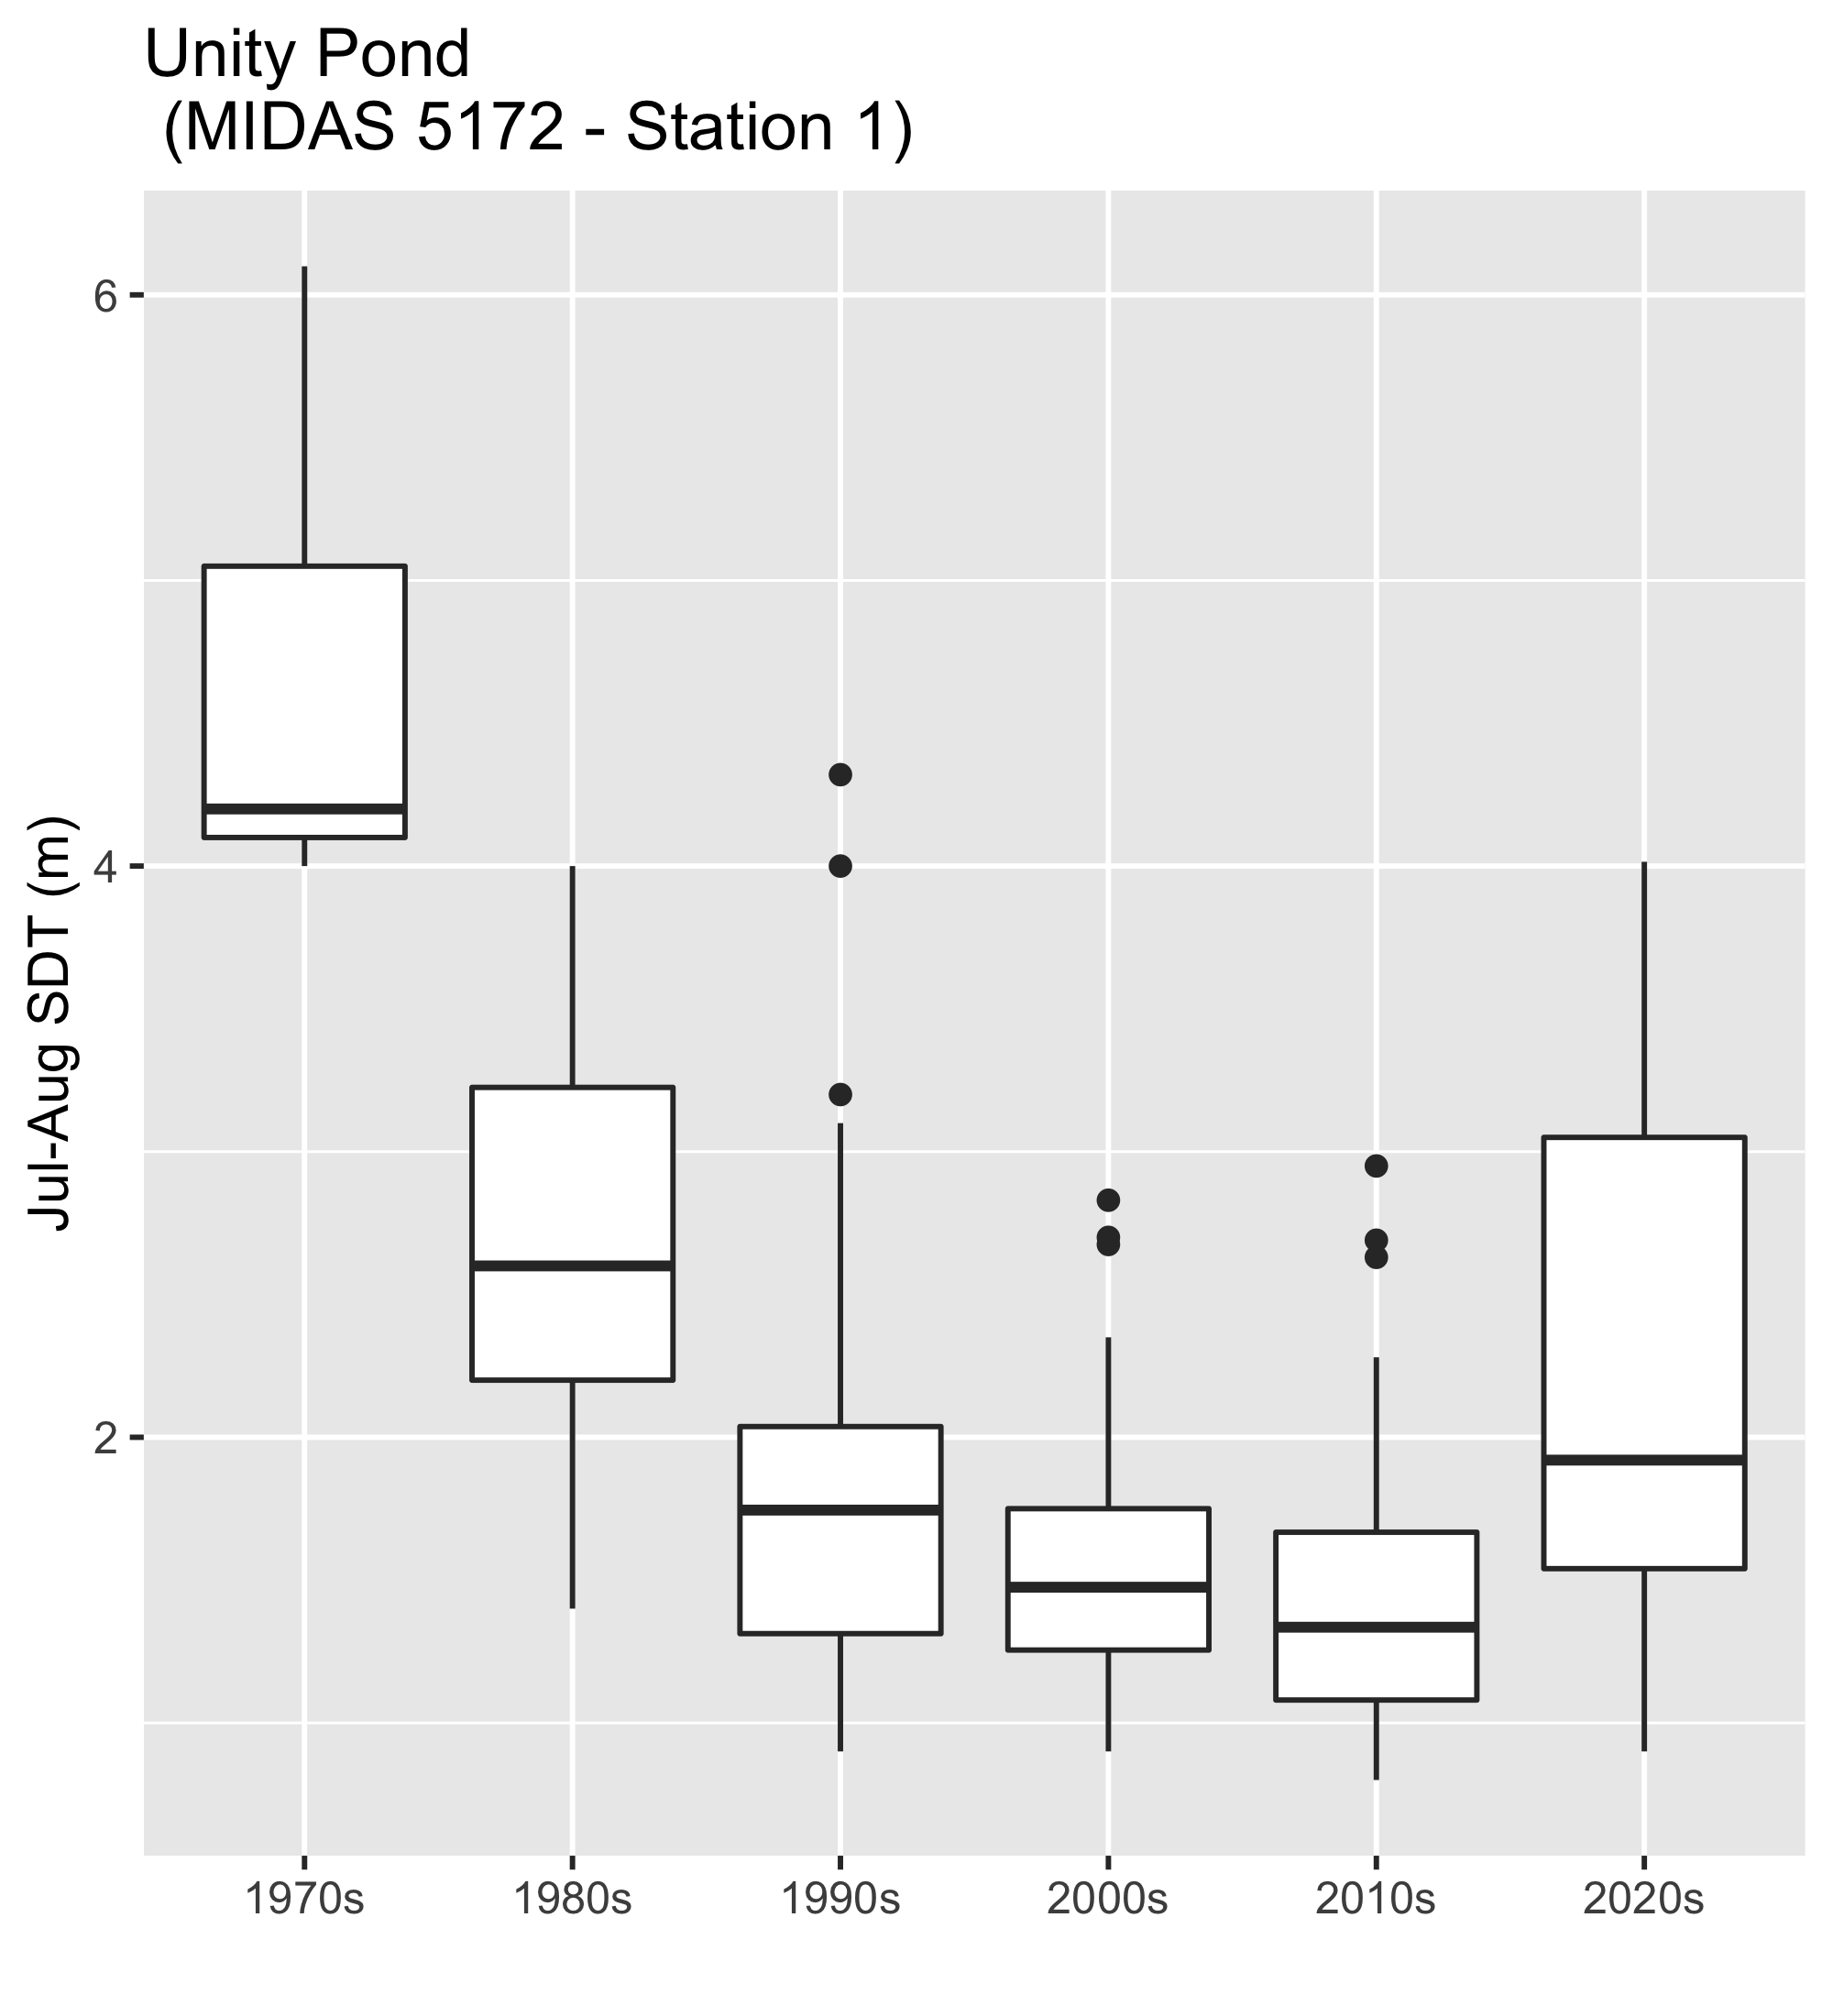 Unity Pond
(MIDAS 5172 - Station 1)
Jul-Aug SDT (m)
6
4
2
1970s 1980s 1990s 2000s 2010s 2020s